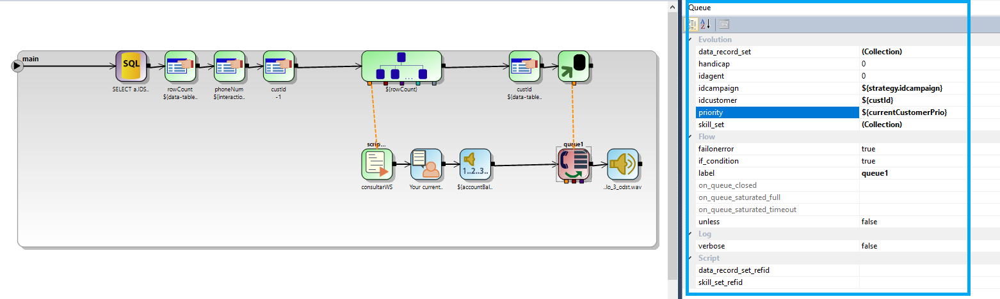 main
SQL
SELECT a.IDS..
rowCount
${data-table..
phoneNum
${interactio..
custId
-1
...
${rowCount}
custId
${data-table..
scrip...
consultarWS
Your current..
1..2..3..
${accountBal..
queue1
..lo_3_odst.wav
Queue
A
Z
Evolution
data_record_set (Collection)
handicap 0
idagent 0
idcampaign ${strategy.idcampaign}
idcustomer ${custId}
priority ${currentCustomerPrio}
skill_set (Collection)
Flow
failonerror true
if_condition true
label queue1
on_queue_closed
on_queue_saturated_full
on_queue_saturated_timeout
unless false
Log
verbose false
Script
data_record_set_refid
skill_set_refid